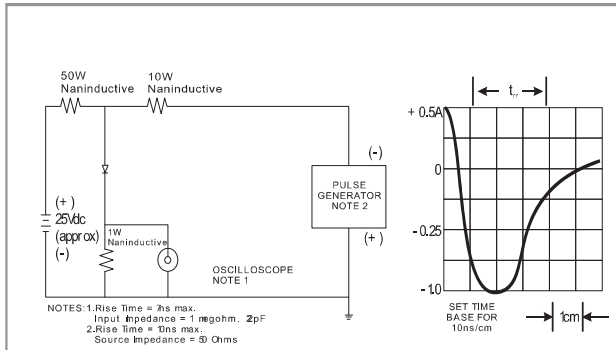 50W
Naninductive
10W
Naninductive
(+)
25Vdc
(approx)
(-)
1W
Naninductive
OSCILLOSCOPE
NOTE 1
(-)
PULSE
GENERATOR
NOTE 2
(+)
NOTES: 1.Rise Time = 7ns max.
Input Impedance = 1 megohm. 22pF
2.Rise Time = 10ns max.
Source Impedance = 50 Ohms
trr
+ 0.5A
0
- 0.25
- 1.0
SET TIME
BASE FOR
10ns/cm
1cm